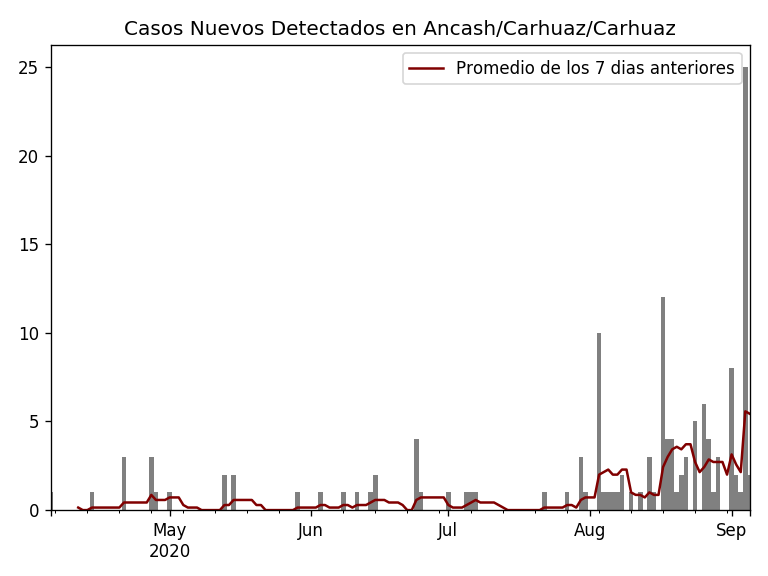 Casos Nuevos Detectados en Ancash/Carhuaz/Carhuaz
Promedio de los 7 dias anteriores
25
20
15
10
5
0
May Jun Jul Aug Sep
2020